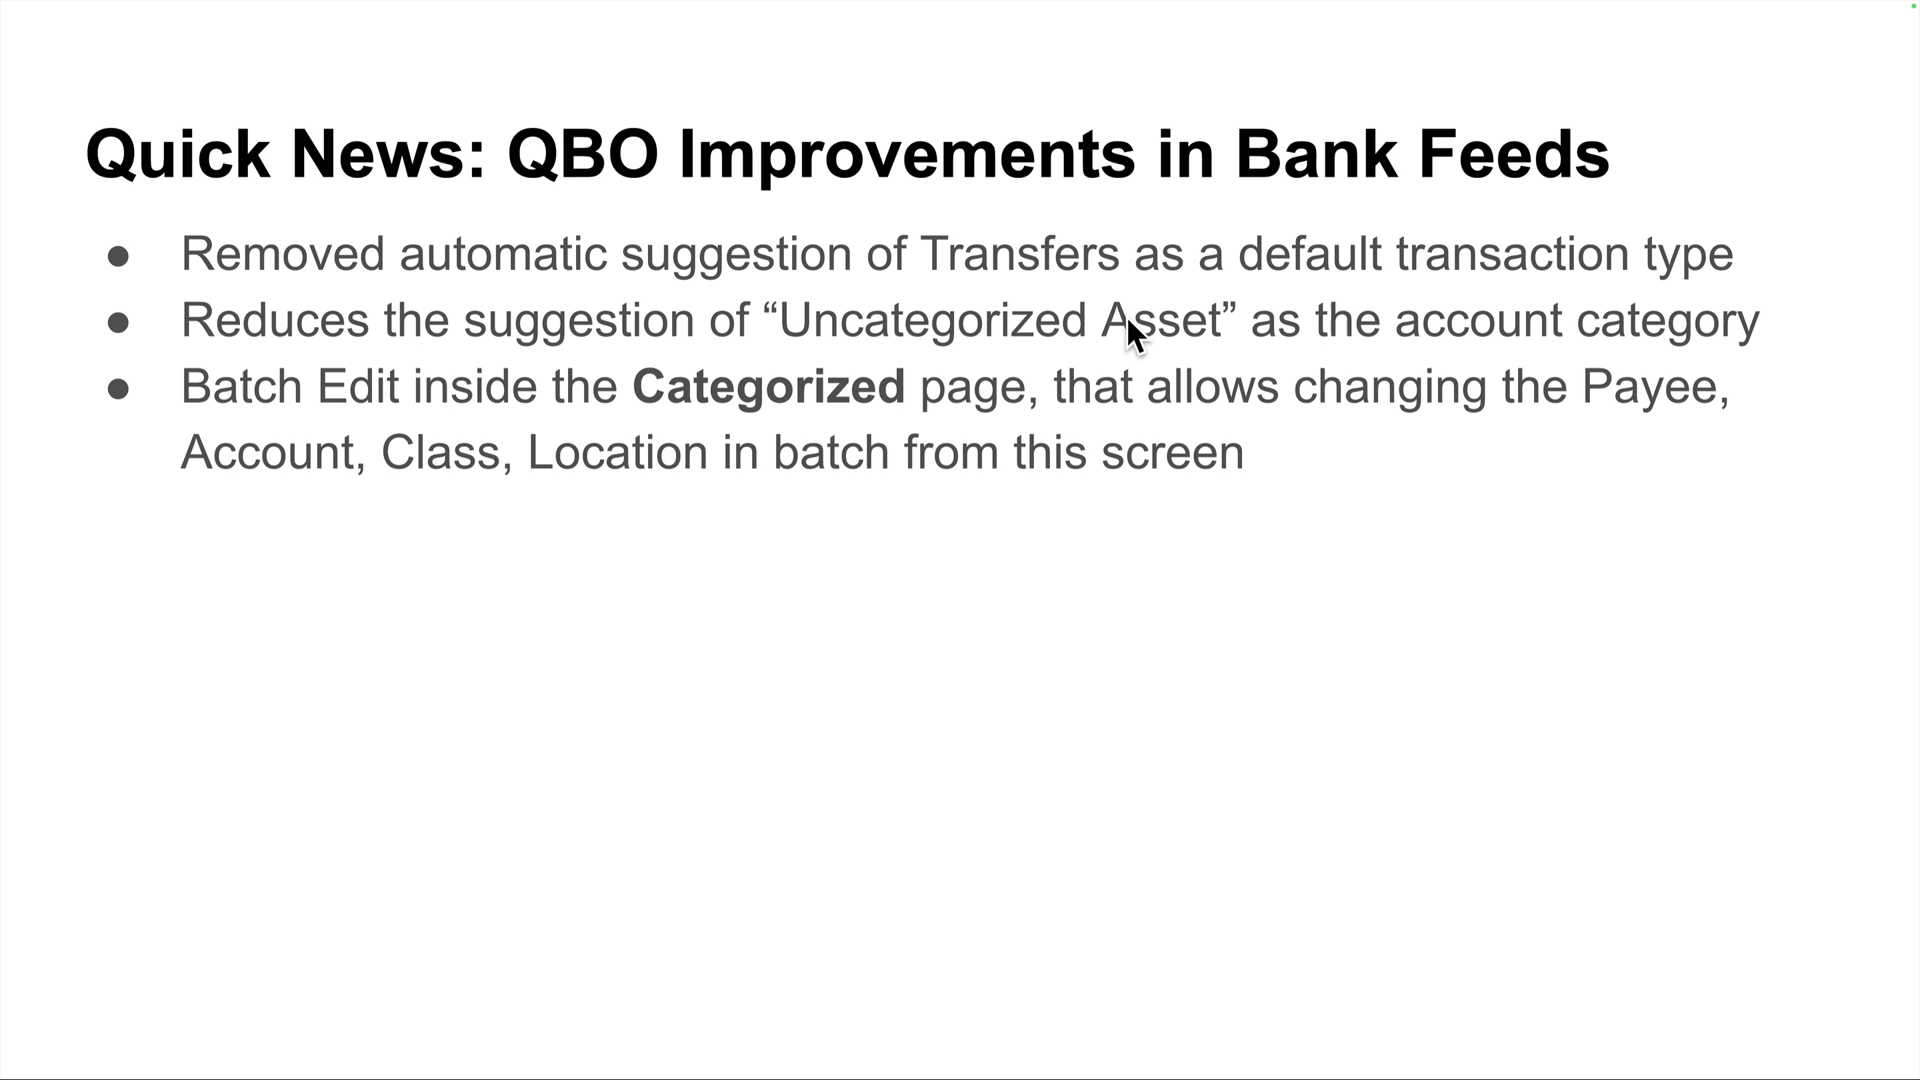 Quick News: QBO Improvements in Bank Feeds
● Removed automatic suggestion of Transfers as a default transaction type
● Reduces the suggestion of “Uncategorized Asset” as the account category
● Batch Edit inside the Categorized page, that allows changing the Payee,
Account, Class, Location in batch from this screen